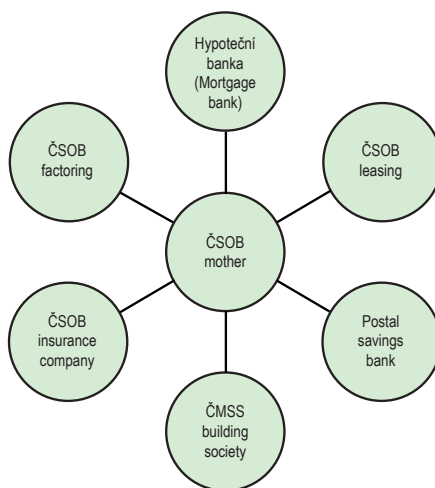 Hypoteční
banka
(Mortgage
bank)
ČSOB
factoring
ČSOB
leasing
ČSOB
mother
ČSOB
insurance
company
Postal
savings
bank
ČMSS
building
society